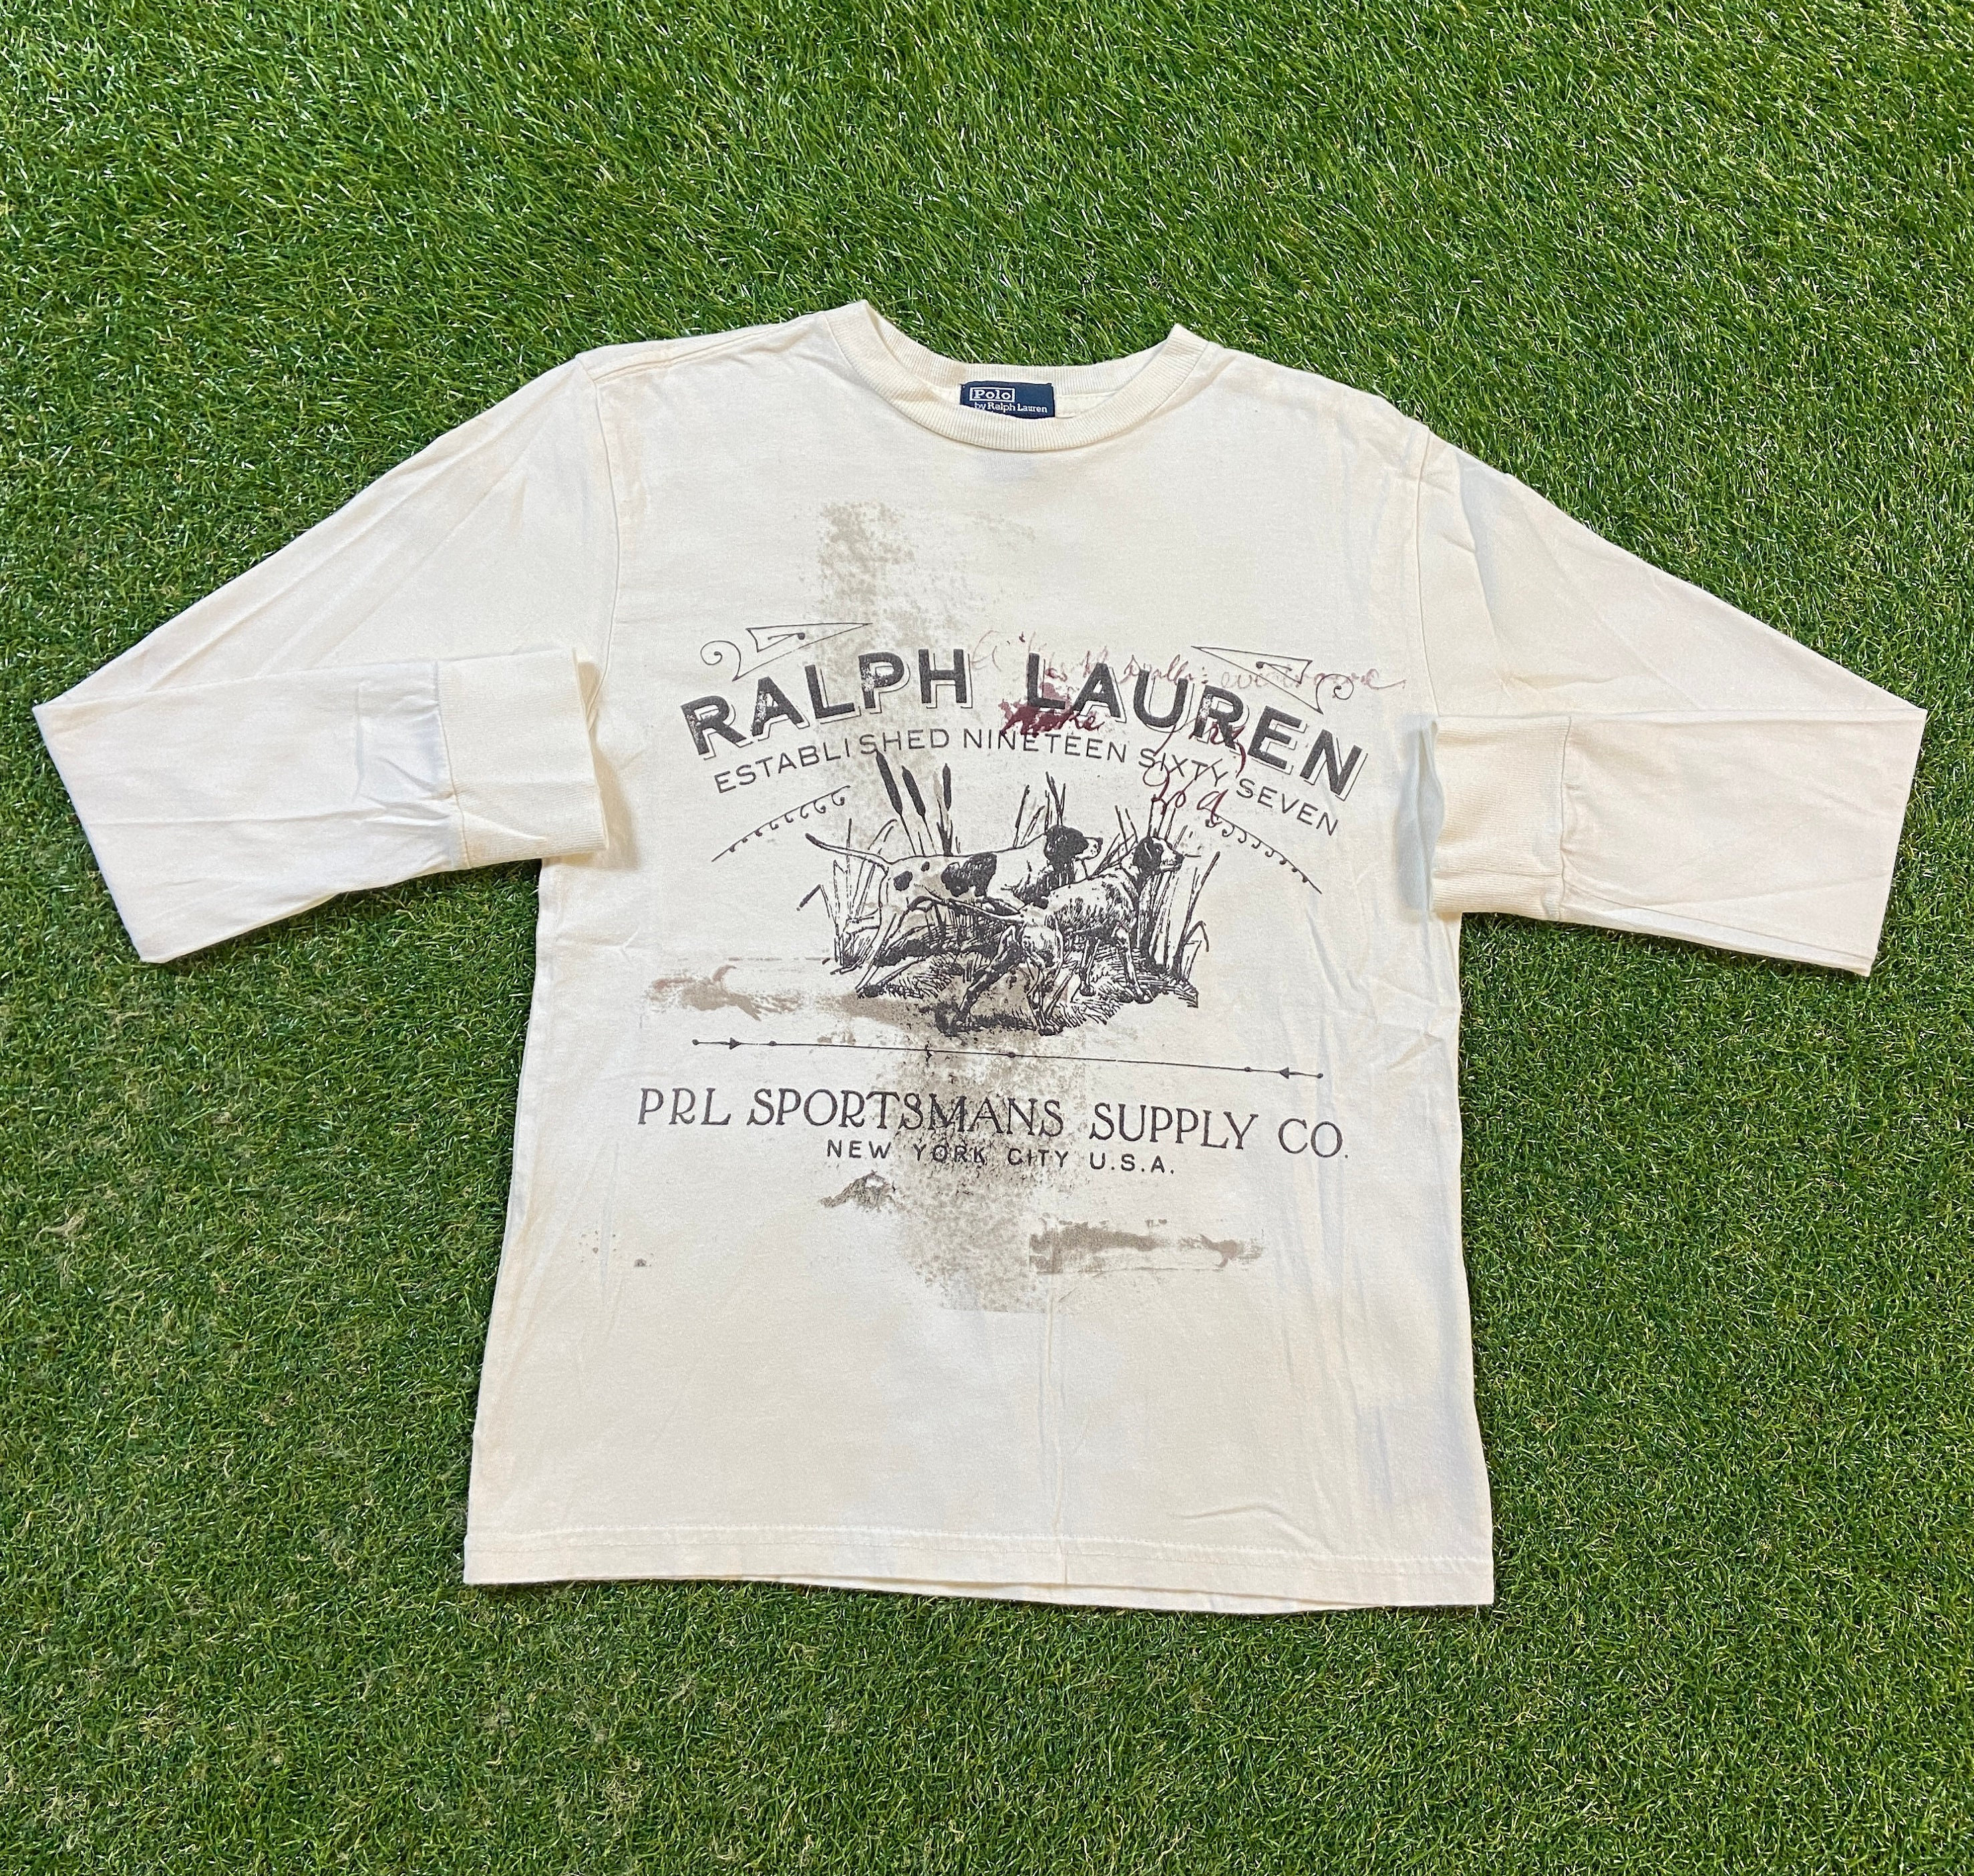 Polo
by Ralph Lauren
RALPH LAUREN
ESTABLISHED NINETEEN SIXTY SEVEN
PRL SPORTSMANS SUPPLY CO.
NEW YORK CITY U.S.A.